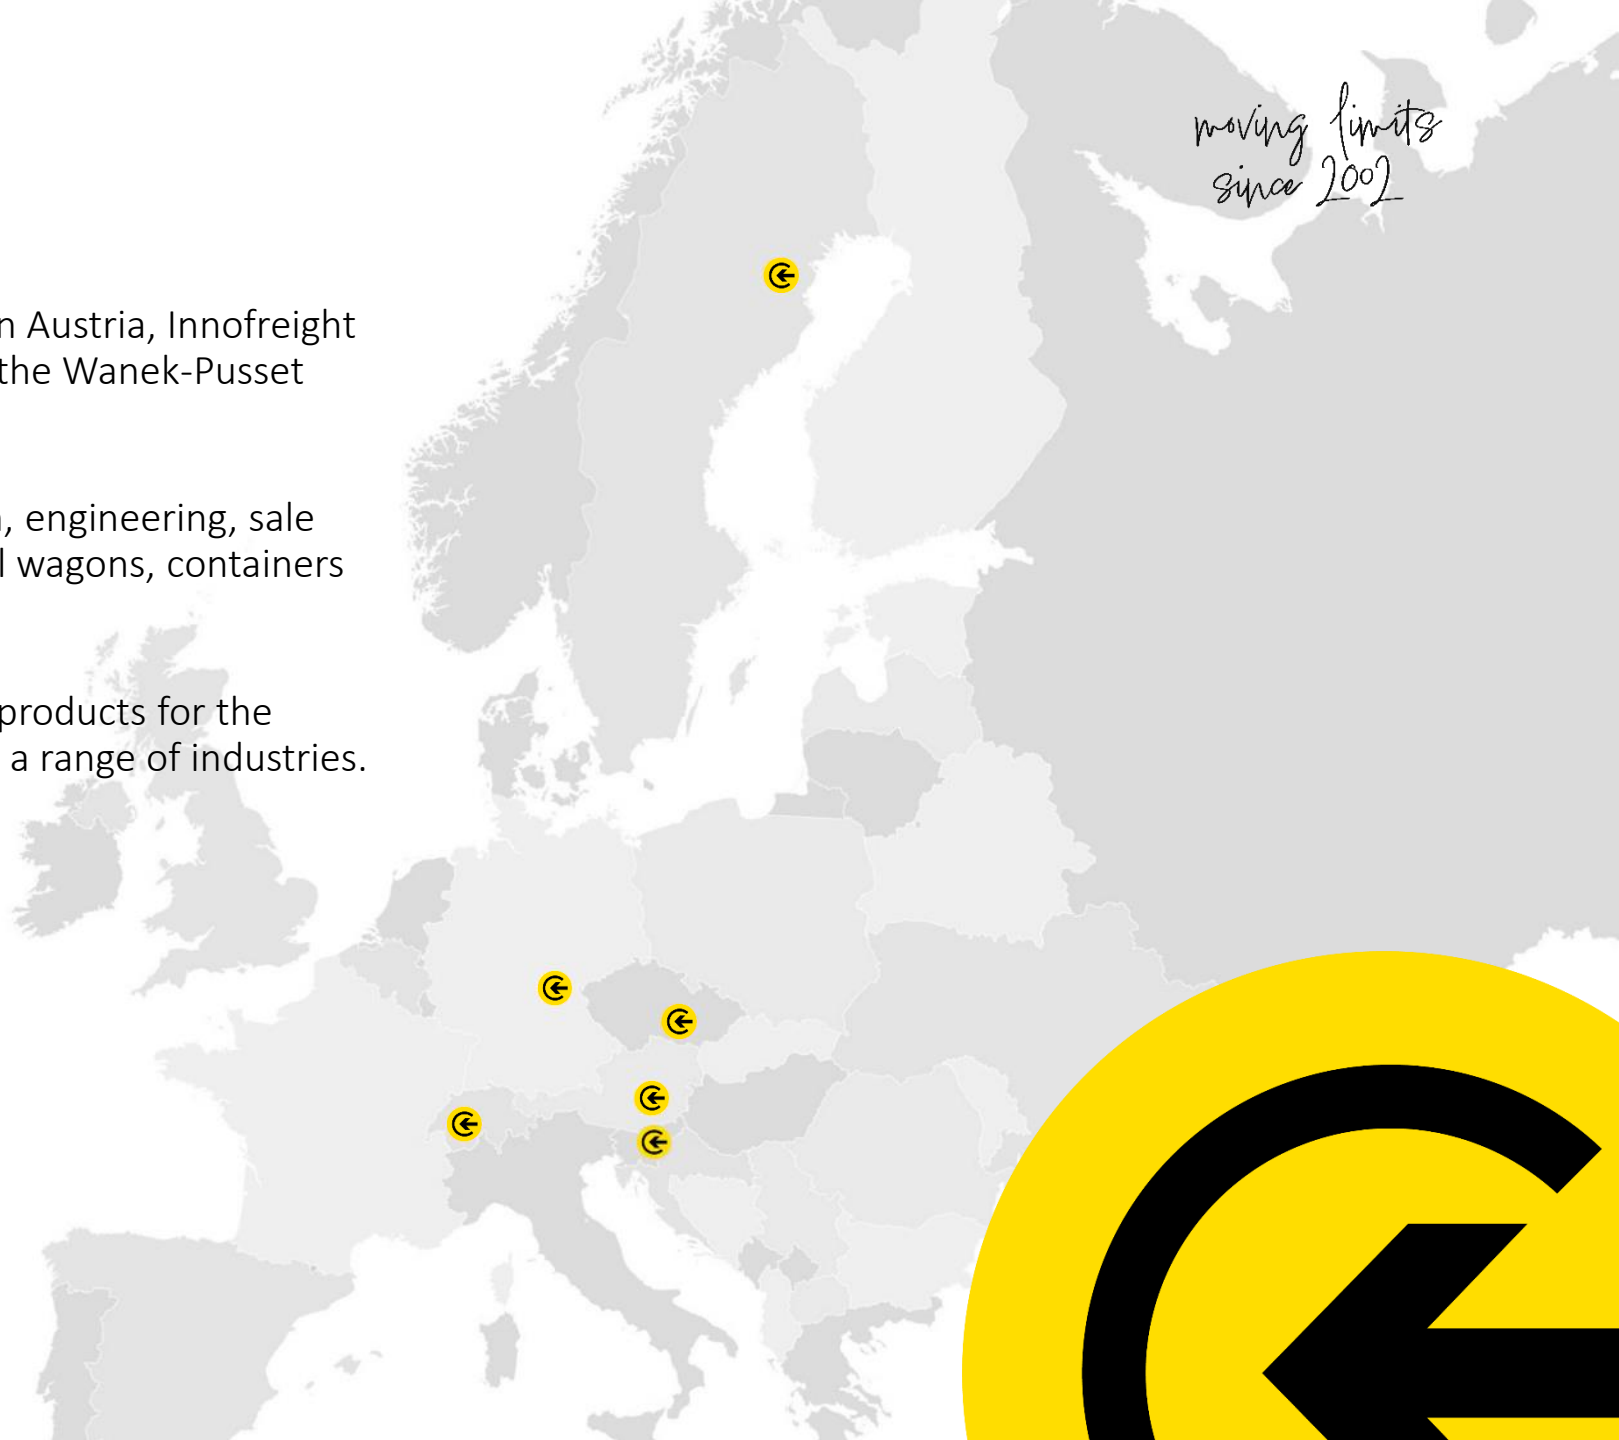 moving limits
since 2002
n Austria, Innofreight
the Wanek-Pusset
, engineering, sale
l wagons, containers
products for the
a range of industries.